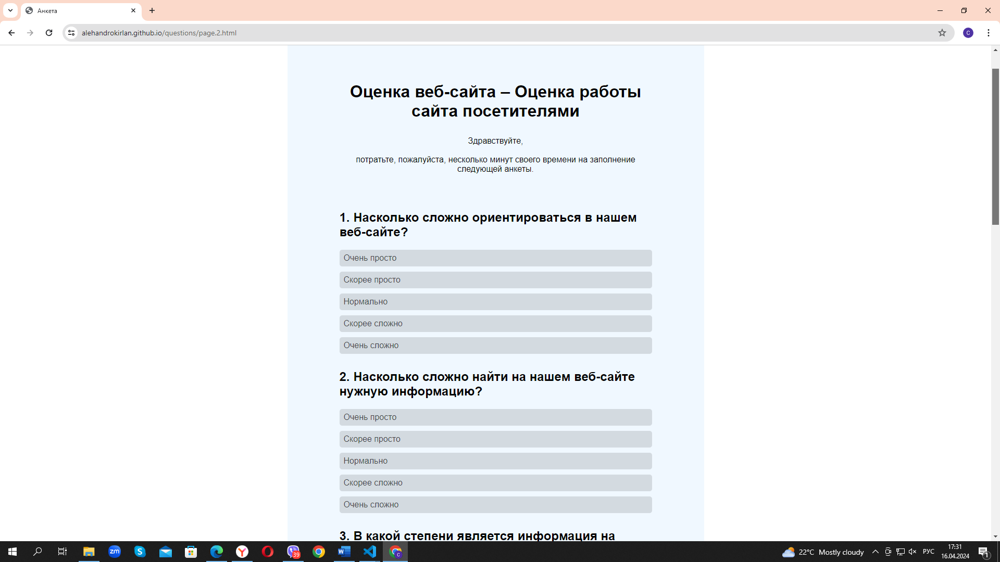 Анкета
alehandrokirlan.github.io/questions/page.2.html
C
Оценка веб-сайта – Оценка работы
сайта посетителями
Здравствуйте,
потратьте, пожалуйста, несколько минут своего времени на заполнение
следующей анкеты.
1. Насколько сложно ориентироваться в нашем
веб-сайте?
Очень просто
Скорее просто
Нормально
Скорее сложно
Очень сложно
2. Насколько сложно найти на нашем веб-сайте
нужную информацию?
Очень просто
Скорее просто
Нормально
Скорее сложно
Очень сложно
3. В какой степени является информация на
zm
S
Y
39
W
C
22°C Mostly cloudy
РУС
17:31
16.04.2024
1